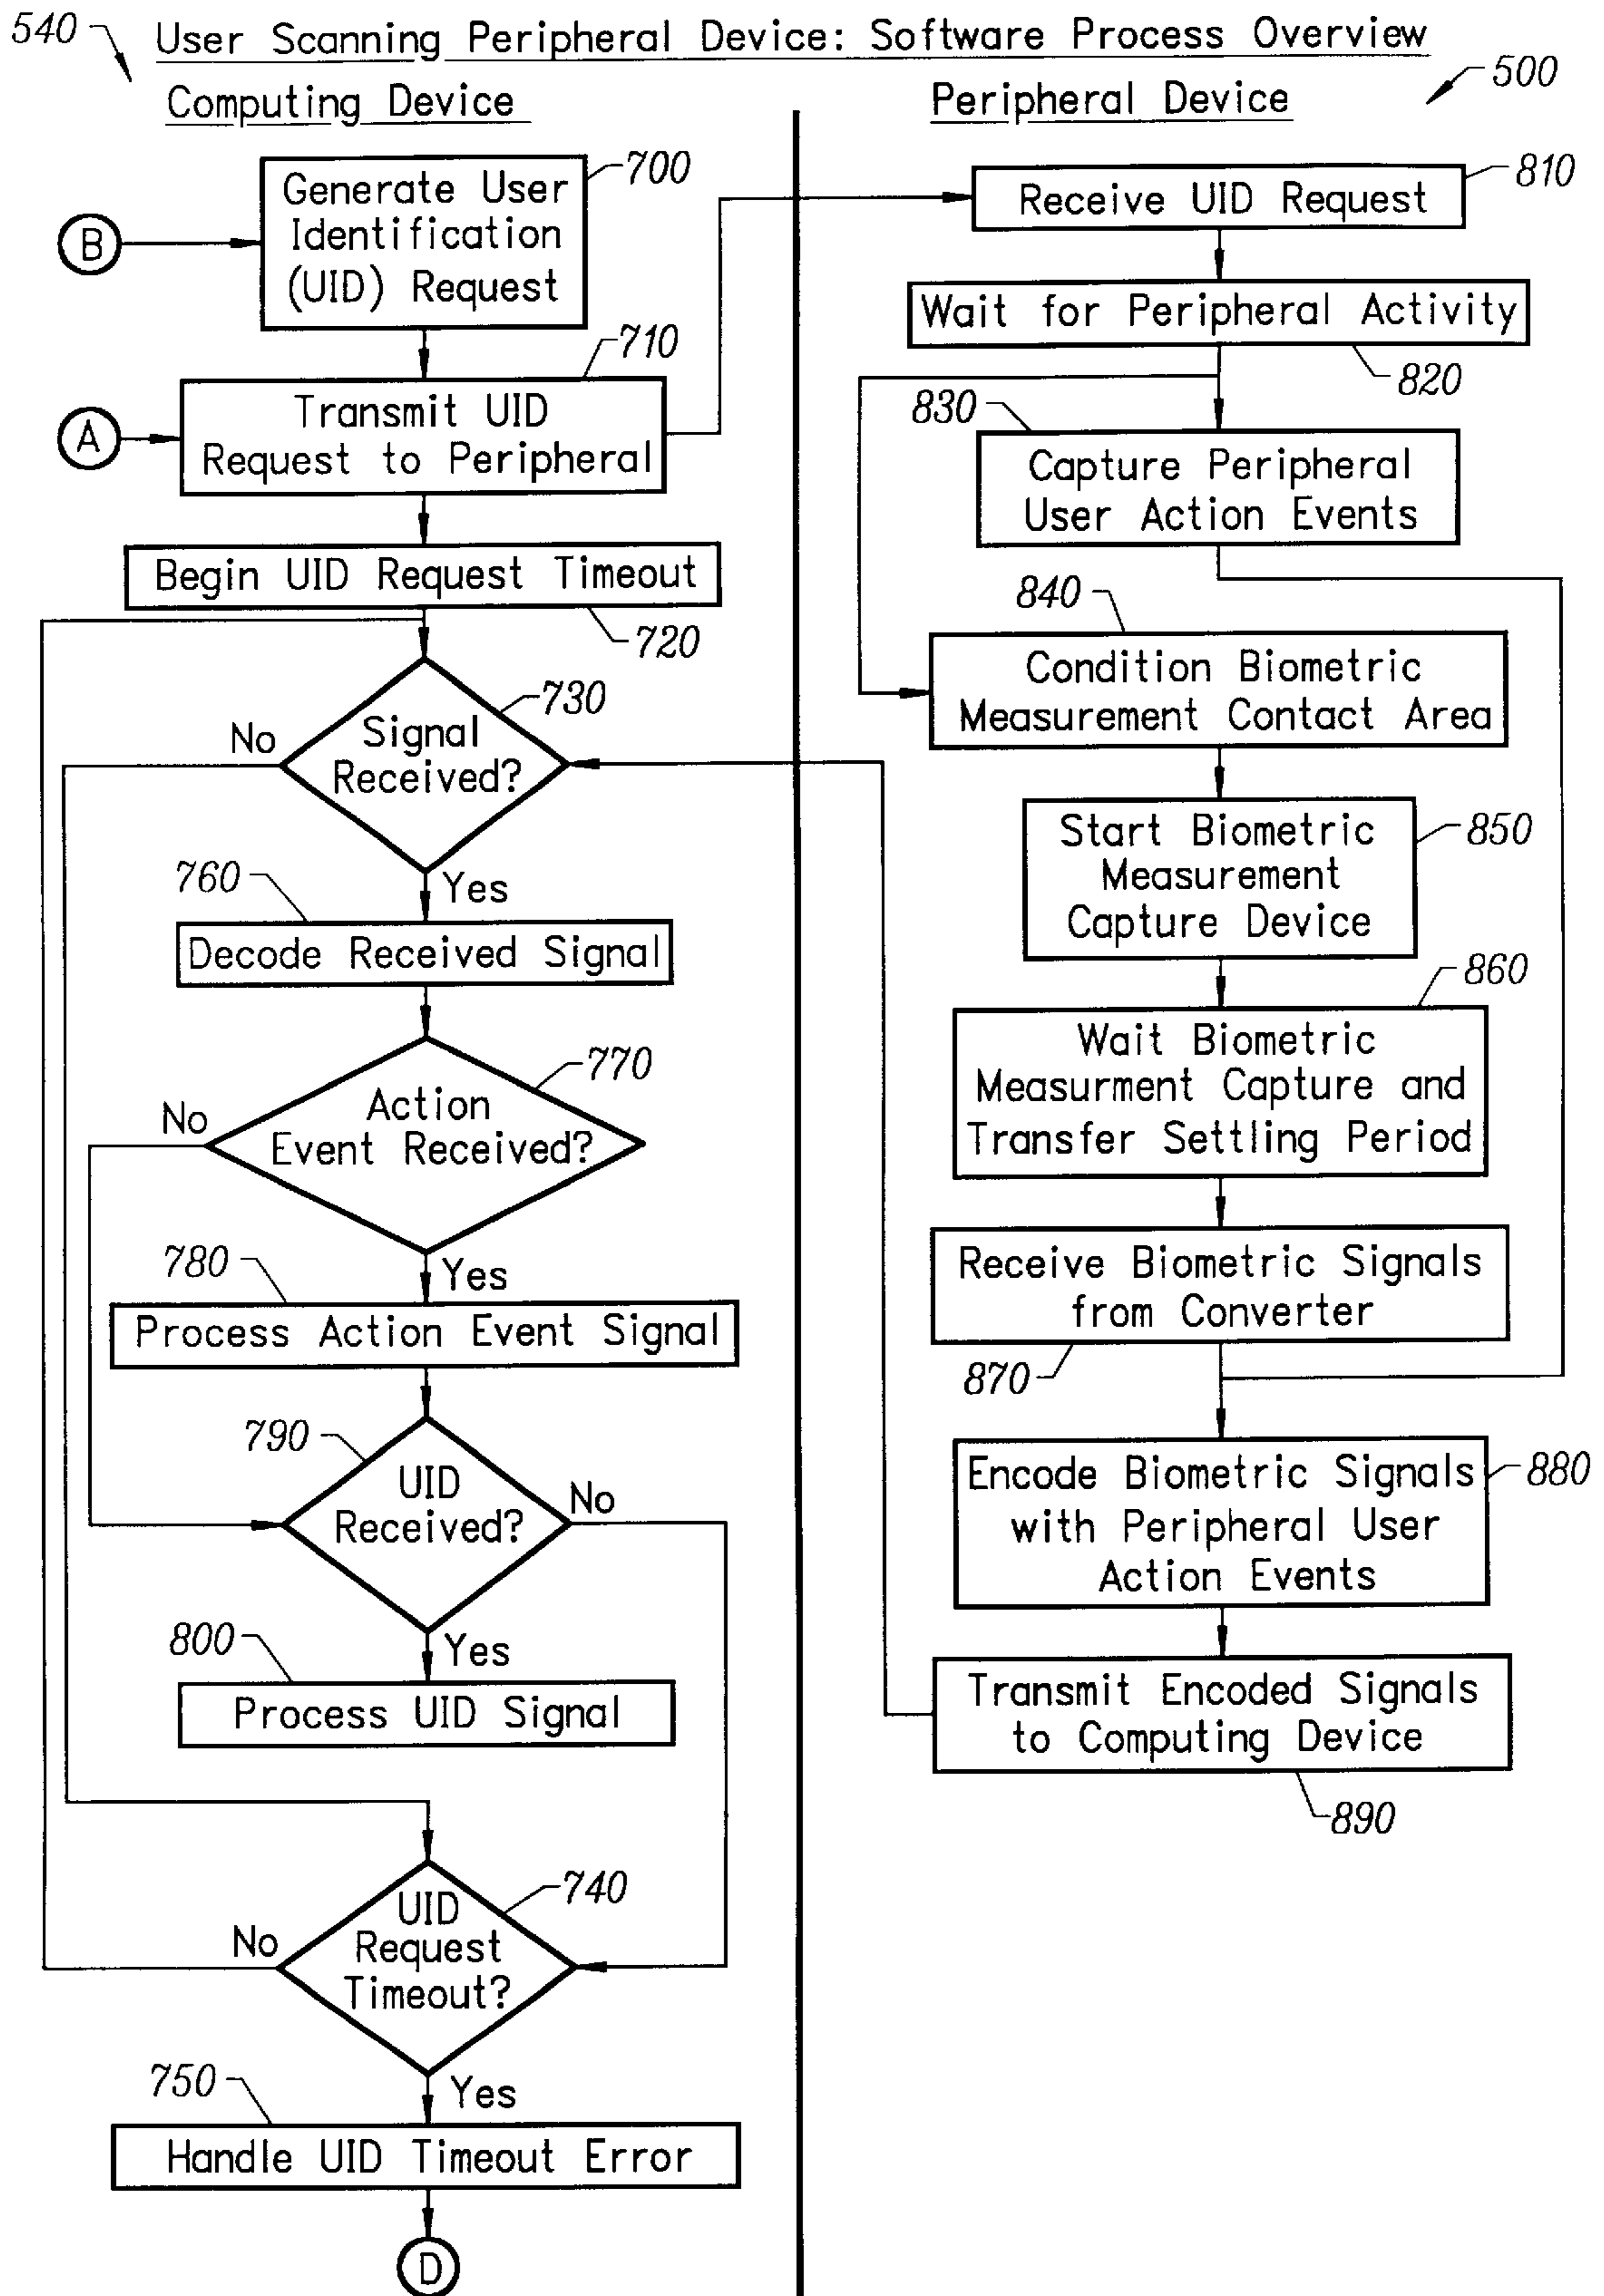 540
User Scanning Peripheral Device: Software Process Overview
Computing Device
Peripheral Device
500
B
Generate User
Identification
(UID) Request
700
A
Transmit UID
Request to Peripheral
710
Begin UID Request Timeout
720
Signal
Received?
730
No
Yes
760
Decode Received Signal
Action
Event Received?
770
No
Yes
780
Process Action Event Signal
790
UID
Received?
No
Yes
800
Process UID Signal
UID
Request
Timeout?
740
No
Yes
750
Handle UID Timeout Error
D
Receive UID Request
810
Wait for Peripheral Activity
820
830
Capture Peripheral
User Action Events
840
Condition Biometric
Measurement Contact Area
Start Biometric
Measurement
Capture Device
850
860
Wait Biometric
Measurment Capture and
Transfer Settling Period
Receive Biometric Signals
from Converter
870
Encode Biometric Signals
with Peripheral User
Action Events
880
Transmit Encoded Signals
to Computing Device
890